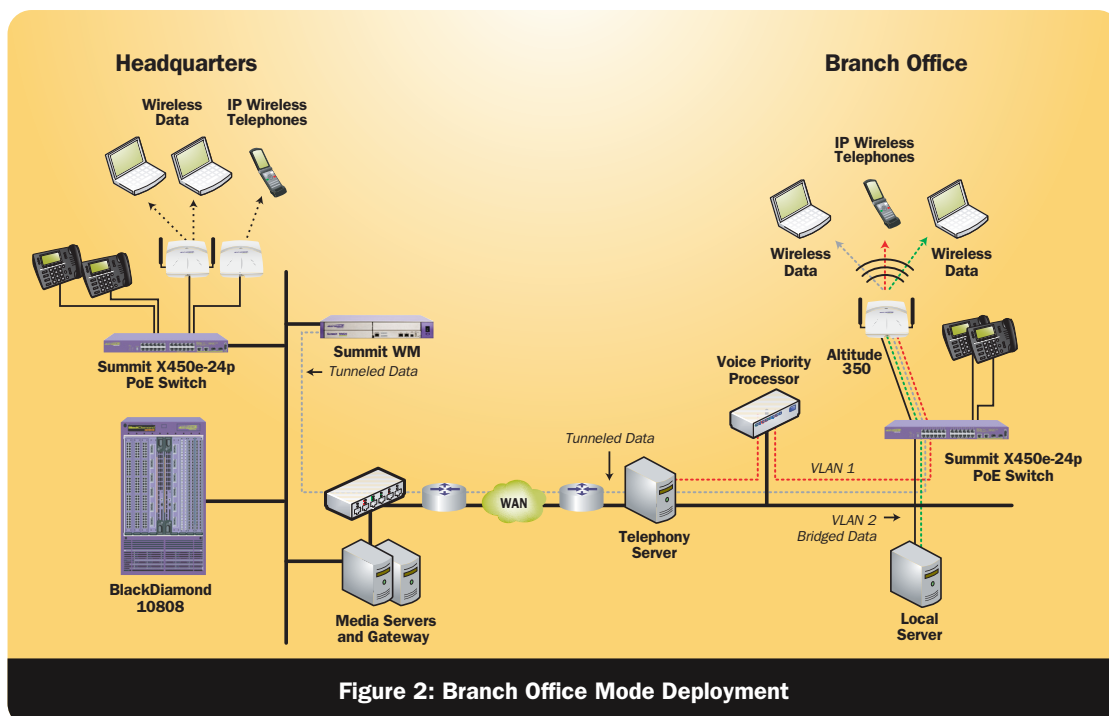 Headquarters
Branch Office
Wireless
Data
IP Wireless
Telephones
IP Wireless
Telephones
Wireless
Data
Wireless
Data
Summit X450e-24p
PoE Switch
Summit WM
Tunneled Data
Altitude
350
Voice Priority
Processor
Summit X450e-24p
PoE Switch
Tunneled Data
VLAN 1
WAN
VLAN 2
Bridged Data
Telephony
Server
BlackDiamond
10808
Media Servers
and Gateway
Local
Server
Figure 2: Branch Office Mode Deployment